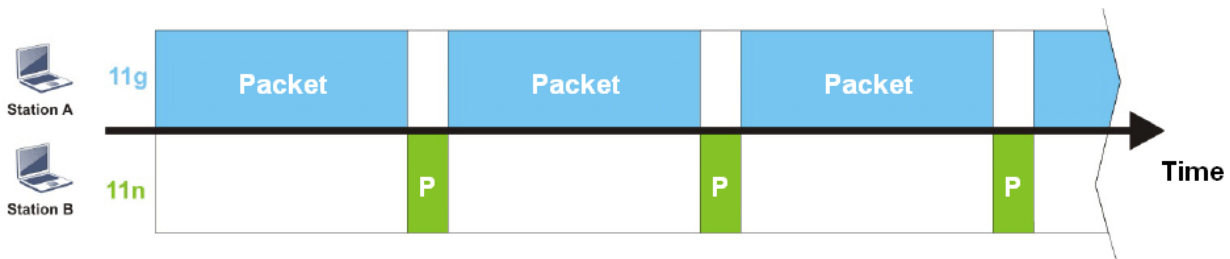 11g
Packet
Packet
Packet
Station A
11n
P
P
P
Time
Station B